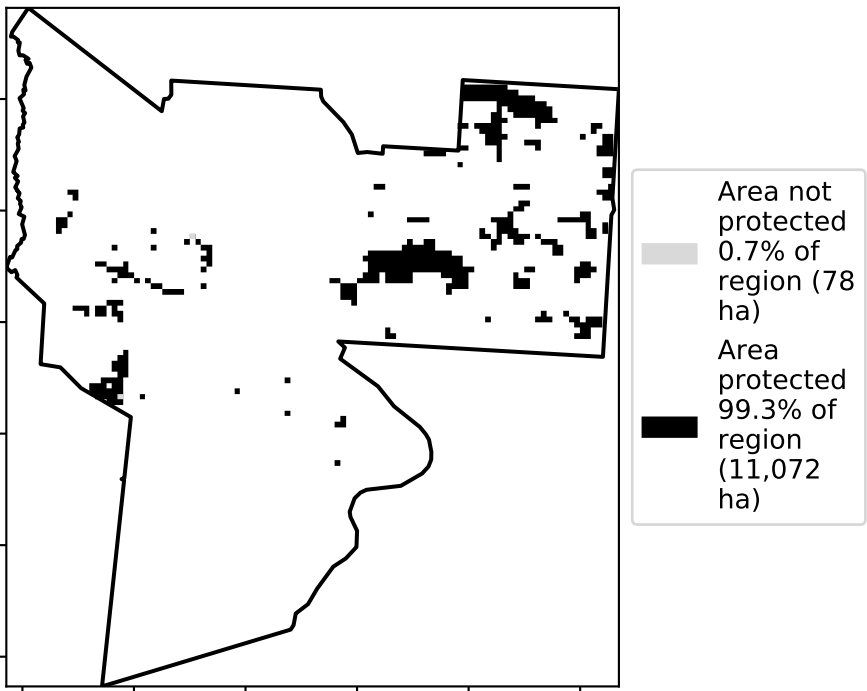 Area not
protected
0.7% of
region (78
ha)
Area
protected
99.3% of
region
(11,072
ha)